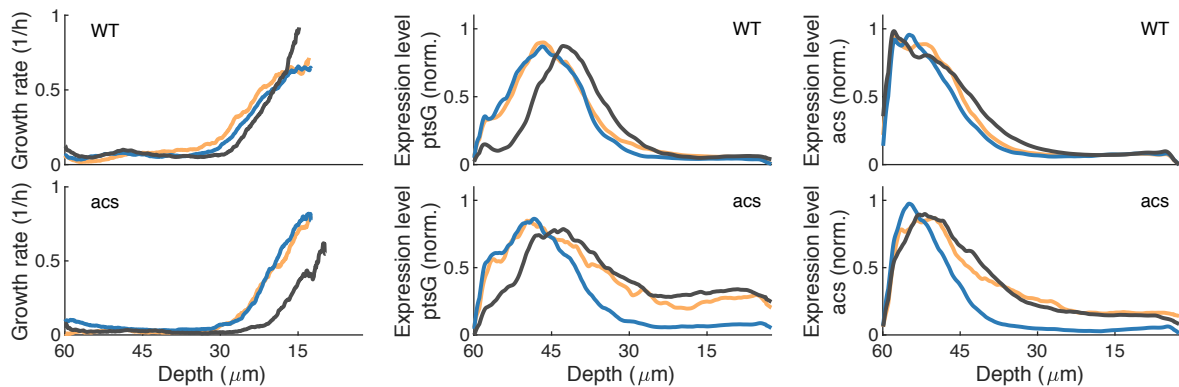 Growth rate (1/h)
1
0.5
0
WT
Expression level
ptsG (norm.)
1
0.5
0
WT
Expression level
acs (norm.)
1
0.5
0
WT
Growth rate (1/h)
1
0.5
0
acs
60 45 30 15
Depth (μm)
Expression level
ptsG (norm.)
1
0.5
0
acs
60 45 30 15
Depth (μm)
Expression level
acs (norm.)
1
0.5
0
acs
60 45 30 15
Depth (μm)